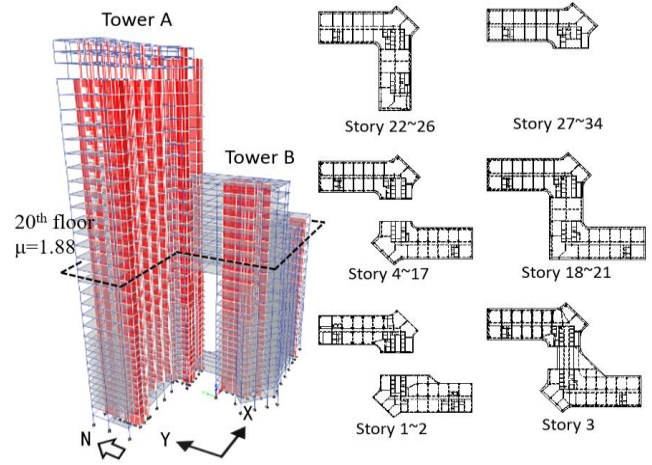 Tower A
Tower B
20th floor
μ=1.88
N
Y
X
Story 22~26
Story 27~34
Story 4~17
Story 18~21
Story 1~2
Story 3